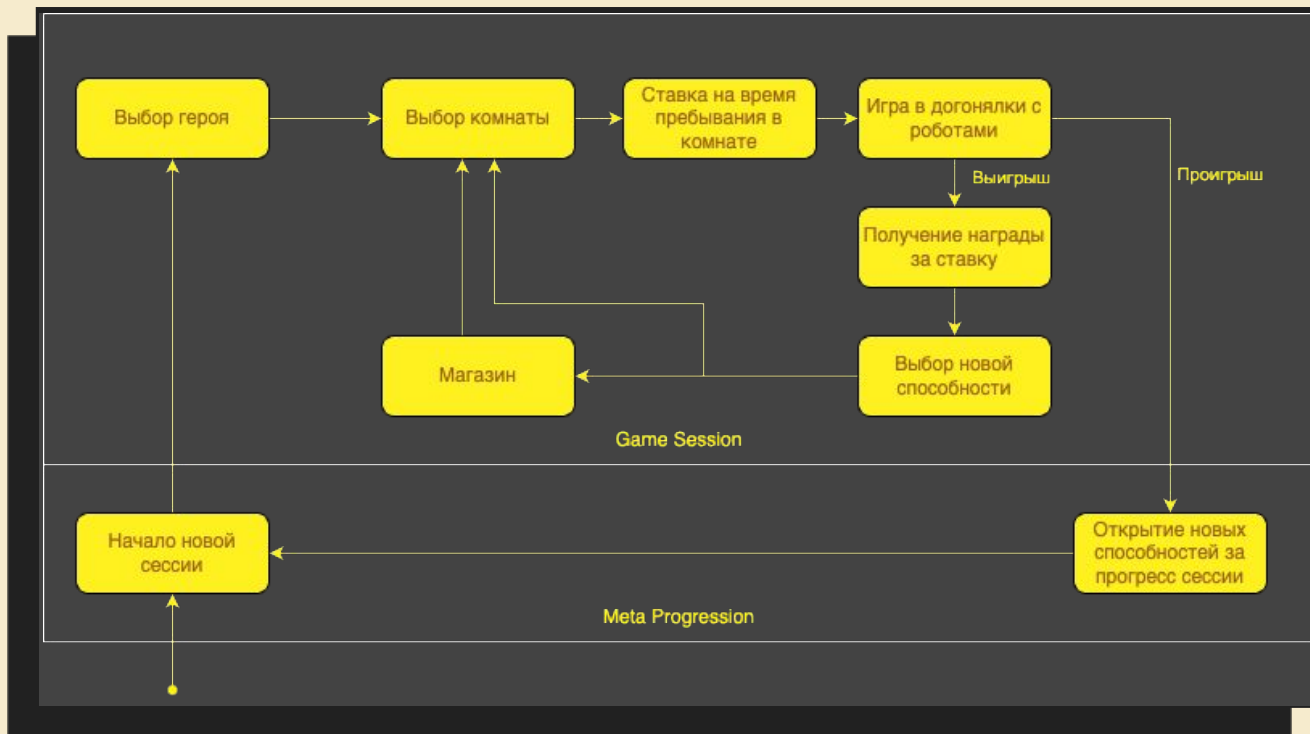 Выбор героя
Выбор комнаты
Ставка на время
пребывания в
комнате
Игра в догонялки с
роботами
Выигрыш
Проигрыш
Получение награды
за ставку
Магазин
Выбор новой
способности
Game Session
Начало новой
сессии
Открытие новых
способностей за
прогресс сессии
Meta Progression